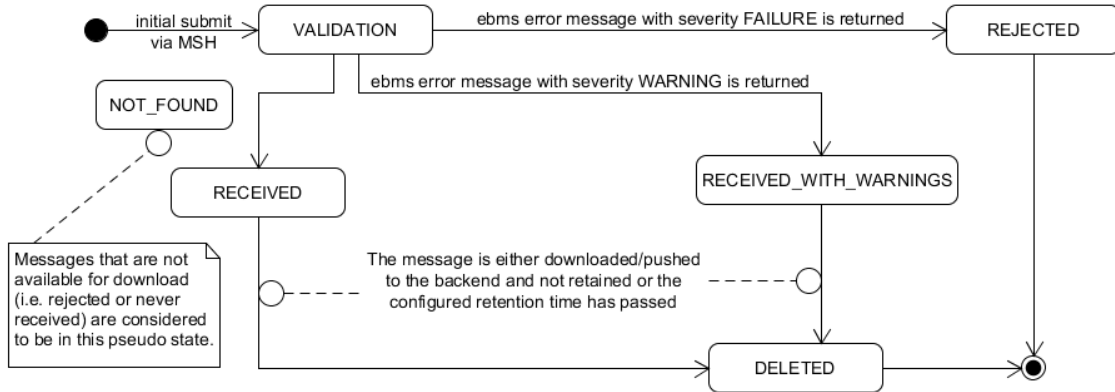 initial submit
via MSH
VALIDATION
ebms error message with severity FAILURE is returned
REJECTED
ebms error message with severity WARNING is returned
NOT_FOUND
RECEIVED
RECEIVED_WITH_WARNINGS
Messages that are not
available for download
(i.e. rejected or never
received) are considered
to be in this pseudo state.
The message is either downloaded/pushed
to the backend and not retained or the
configured retention time has passed
DELETED